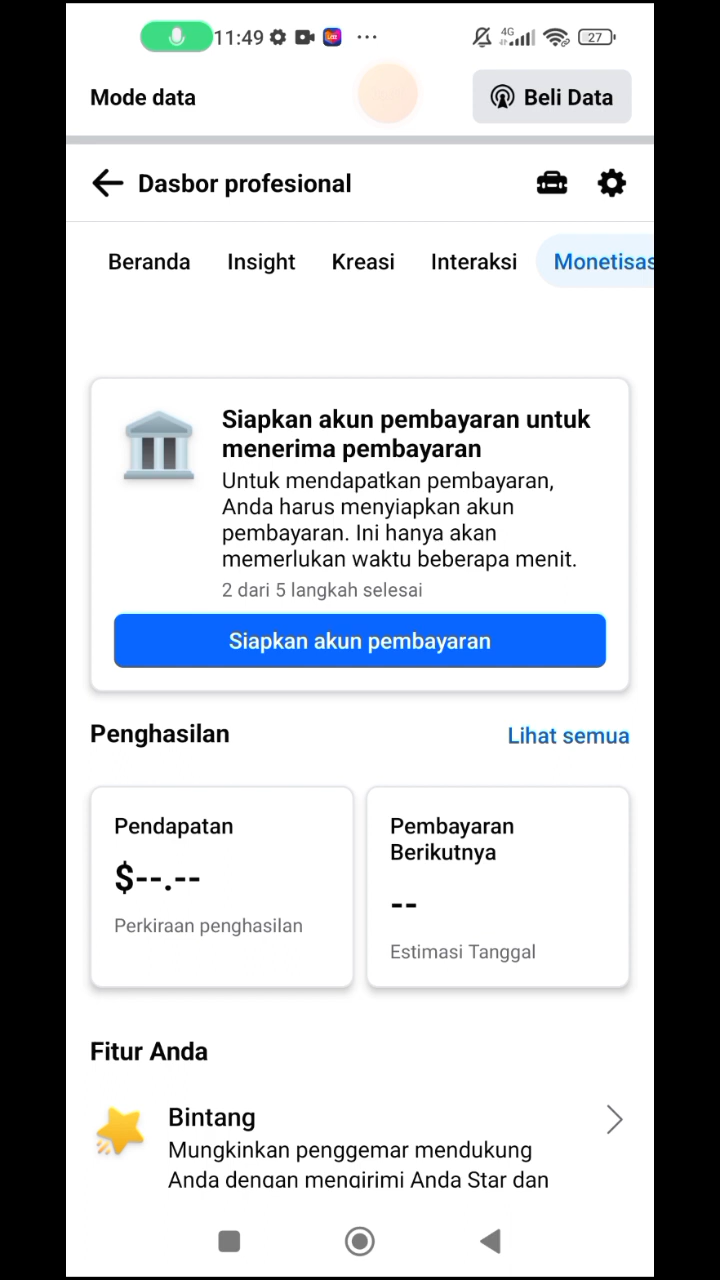 11:49
4G
27
Mode data
Beli Data
Dasbor profesional
Beranda Insight Kreasi Interaksi Monetisas
Siapkan akun pembayaran untuk
menerima pembayaran
Untuk mendapatkan pembayaran,
Anda harus menyiapkan akun
pembayaran. Ini hanya akan
memerlukan waktu beberapa menit.
2 dari 5 langkah selesai
Siapkan akun pembayaran
Penghasilan
Lihat semua
Pendapatan
$--.--
Perkiraan penghasilan
Pembayaran
Berikutnya
--
Estimasi Tanggal
Fitur Anda
Bintang
Mungkinkan penggemar mendukung
Anda dengan mengirimi Anda Star dan